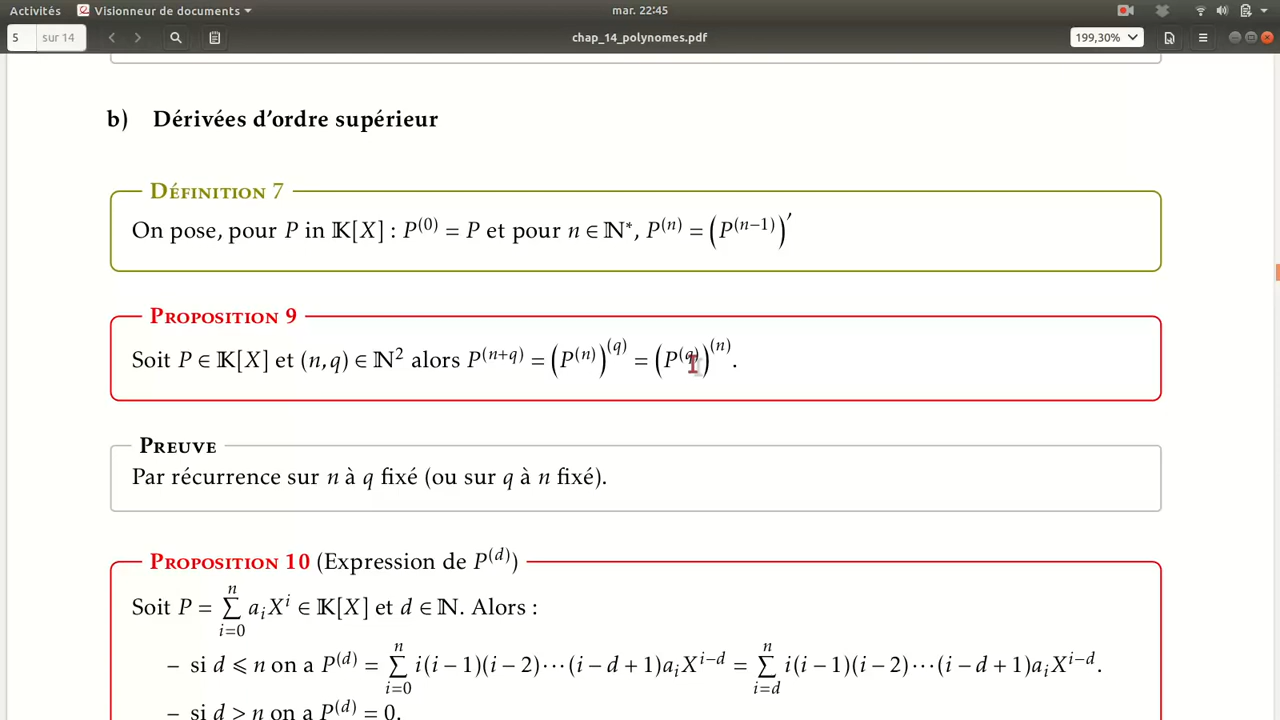 Activités Visionneur de documents mar. 22:45
5 sur 14 chap_14_polynomes.pdf 199,30%
b) Dérivées d'ordre supérieur
Définition 7
On pose, pour P in 𝕂[X] : P^(0) = P et pour n ∈ ℕ*, P^(n) = (P^(n−1))′
Proposition 9
Soit P ∈ 𝕂[X] et (n, q) ∈ ℕ² alors P^(n+q) = (P^(n))^(q) = (P^(q))^(n).
Preuve
Par récurrence sur n à q fixé (ou sur q à n fixé).
Proposition 10 (Expression de P^(d))
Soit P = ∑_{i=0}^{n} a_i X^i ∈ 𝕂[X] et d ∈ ℕ. Alors :
– si d ⩽ n on a P^(d) = ∑_{i=0}^{n} i(i − 1)(i − 2)⋯(i − d + 1)a_i X^{i−d} = ∑_{i=d}^{n} i(i − 1)(i − 2)⋯(i − d + 1)a_i X^{i−d}.
– si d > n on a P^(d) = 0.